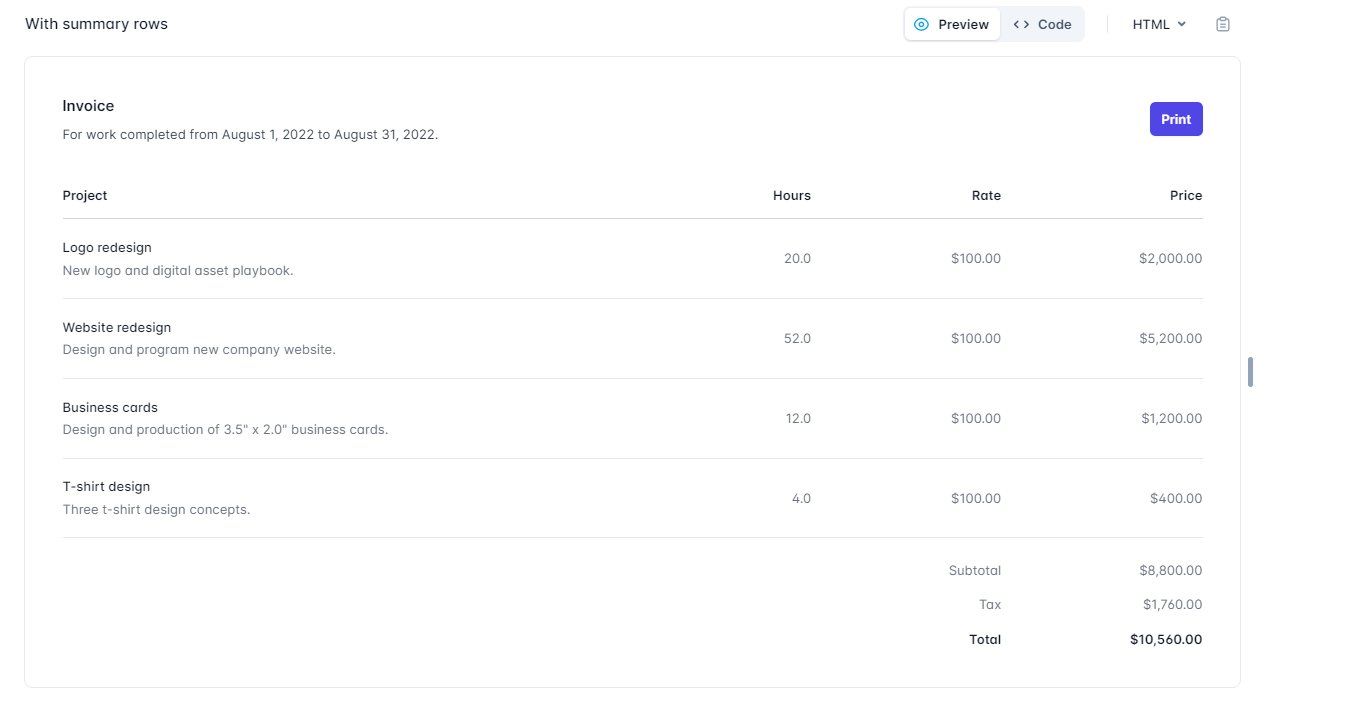 With summary rows
Preview
Code
HTML
Invoice
For work completed from August 1, 2022 to August 31, 2022.
Print
Project Hours Rate Price
Logo redesign
New logo and digital asset playbook.
20.0 $100.00 $2,000.00
Website redesign
Design and program new company website.
52.0 $100.00 $5,200.00
Business cards
Design and production of 3.5" x 2.0" business cards.
12.0 $100.00 $1,200.00
T-shirt design
Three t-shirt design concepts.
4.0 $100.00 $400.00
Subtotal $8,800.00
Tax $1,760.00
Total $10,560.00